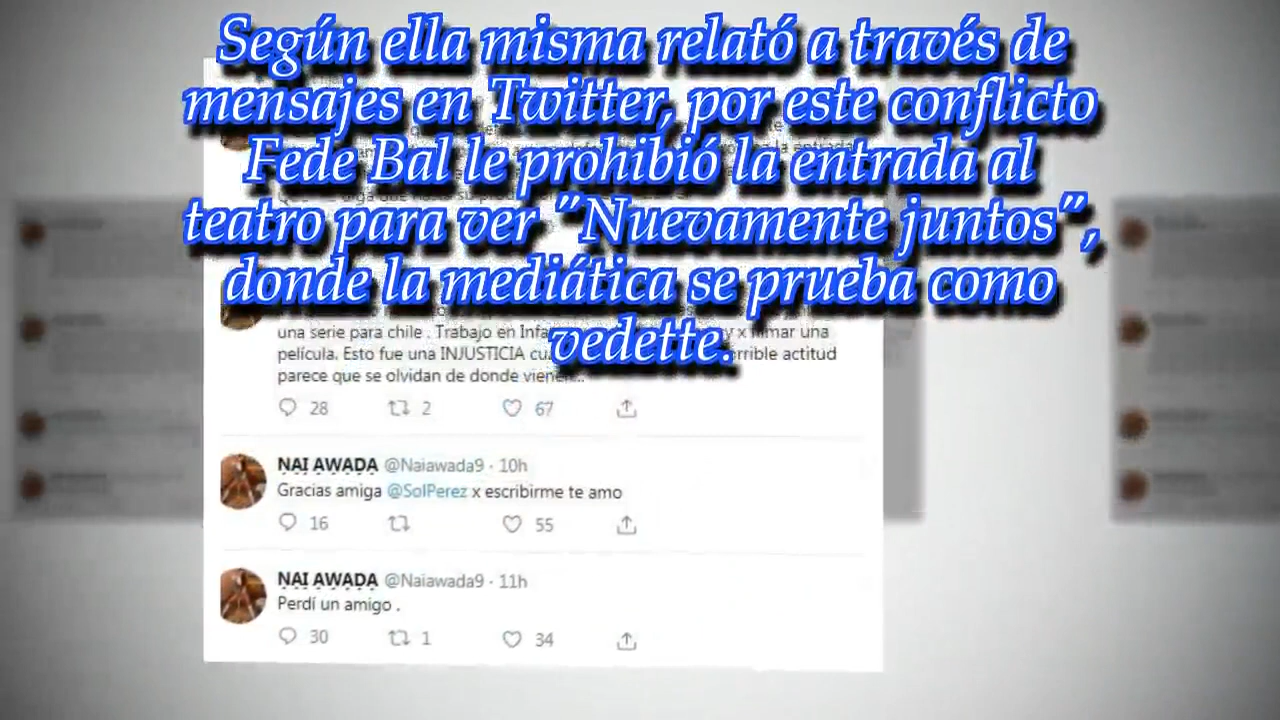 Según ella misma relató a través de
mensajes en Twitter, por este conflicto
Fede Bal le prohibió la entrada al
teatro para ver "Nuevamente juntos",
donde la mediática se prueba como
vedette.
una serie para chile . Trabajo en x filmar una
película. Esto fue una INJUSTICIA actitud
parece que se olvidan de donde vienen...
28 2 67
NAI AWADA @Naiawada9 · 10h
Gracias amiga @SolPerez x escribirme te amo
16 55
NAI AWADA @Naiawada9 · 11h
Perdí un amigo .
30 1 34